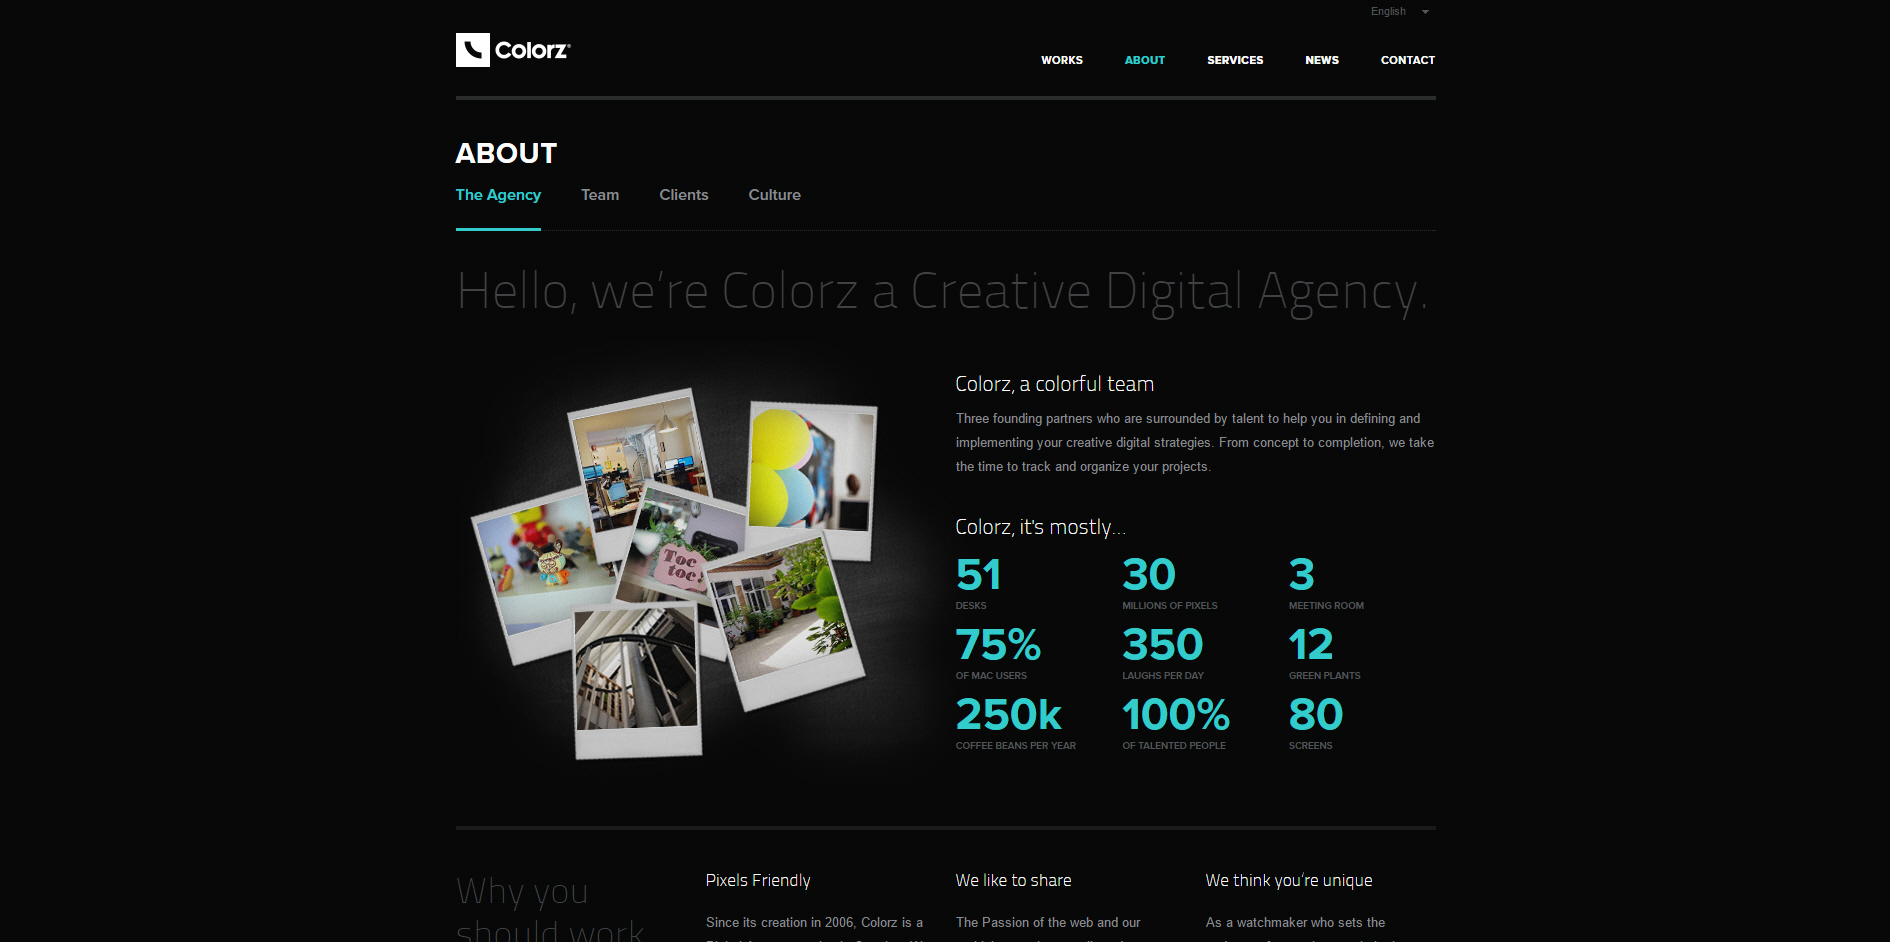 English
Colorz
WORKS ABOUT SERVICES NEWS CONTACT
ABOUT
The Agency Team Clients Culture
Hello, we're Colorz a Creative Digital Agency.
Toc
toc!
Colorz, a colorful team
Three founding partners who are surrounded by talent to help you in defining and
implementing your creative digital strategies. From concept to completion, we take
the time to track and organize your projects.
Colorz, it's mostly...
51 30 3
DESKS MILLIONS OF PIXELS MEETING ROOM
75% 350 12
OF MAC USERS LAUGHS PER DAY GREEN PLANTS
250k 100% 80
COFFEE BEANS PER YEAR OF TALENTED PEOPLE SCREENS
Why you
should work
Pixels Friendly
Since its creation in 2006, Colorz is a
We like to share
The Passion of the web and our
We think you're unique
As a watchmaker who sets the